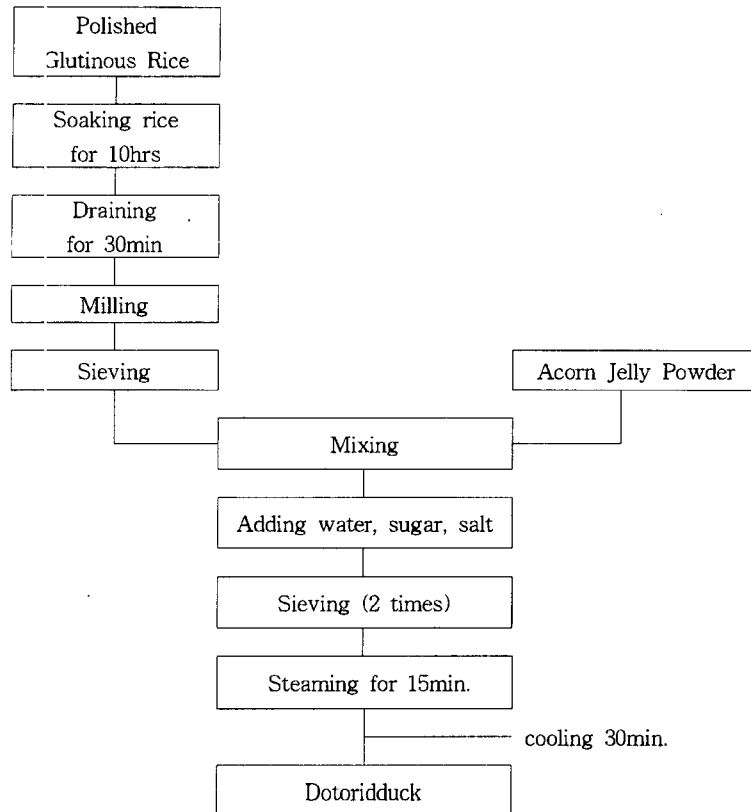 Polished
Glutinous Rice
Soaking rice
for 10hrs
Draining
for 30min
Milling
Sieving
Acorn Jelly Powder
Mixing
Adding water, sugar, salt
Sieving (2 times)
Steaming for 15min.
cooling 30min.
Dotoridduck